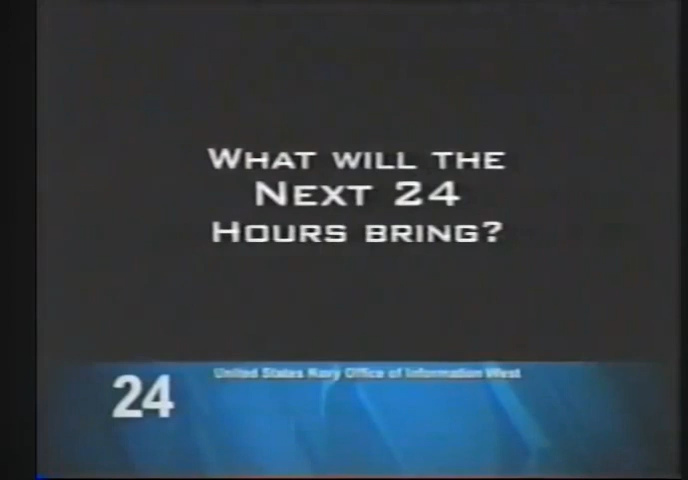 WHAT WILL THE
NEXT 24
HOURS BRING?
United States Navy Office of Information West
24